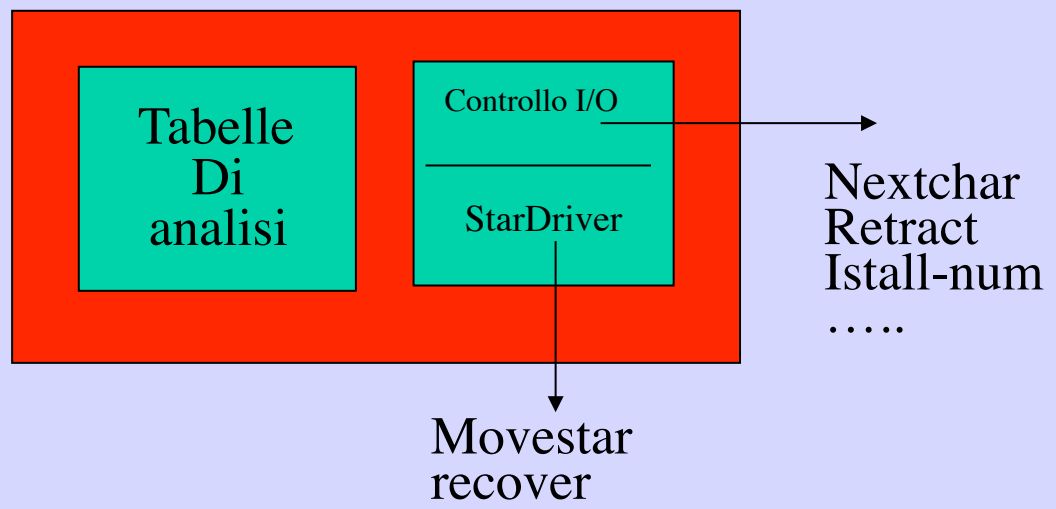 Tabelle
Di
analisi
Controllo I/O
StarDriver
Nextchar
Retract
Istall-num
…..
Movestar
recover